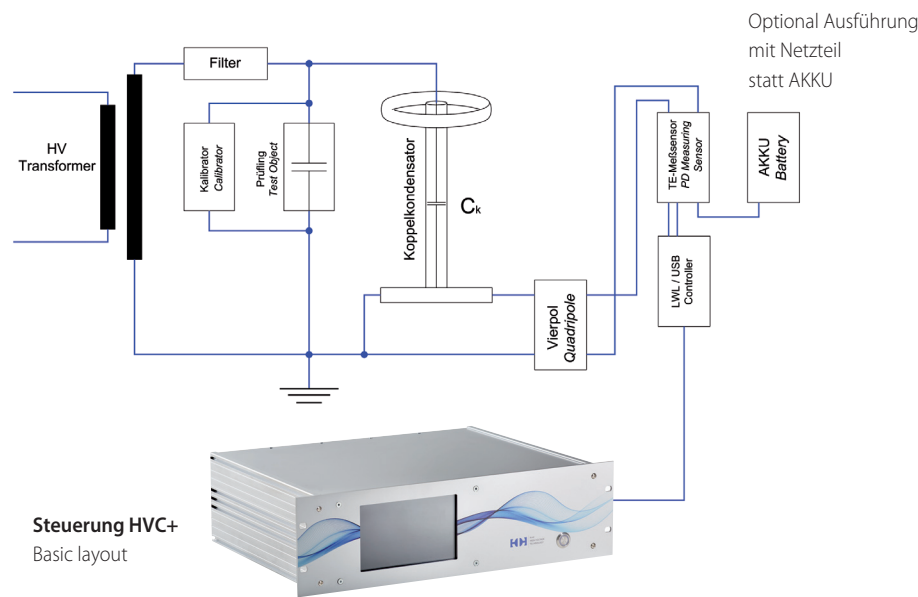 Optional Ausführung
mit Netzteil
statt AKKU
Filter
HV
Transformer
Kalibrator
Calibrator
Prüfling
Test Object
Koppelkondensator
Ck
Vierpol
Quadripole
TE-Meßsensor
PD Measuring
Sensor
AKKU
Battery
LWL / USB
Controller
Steuerung HVC+
Basic layout
HH